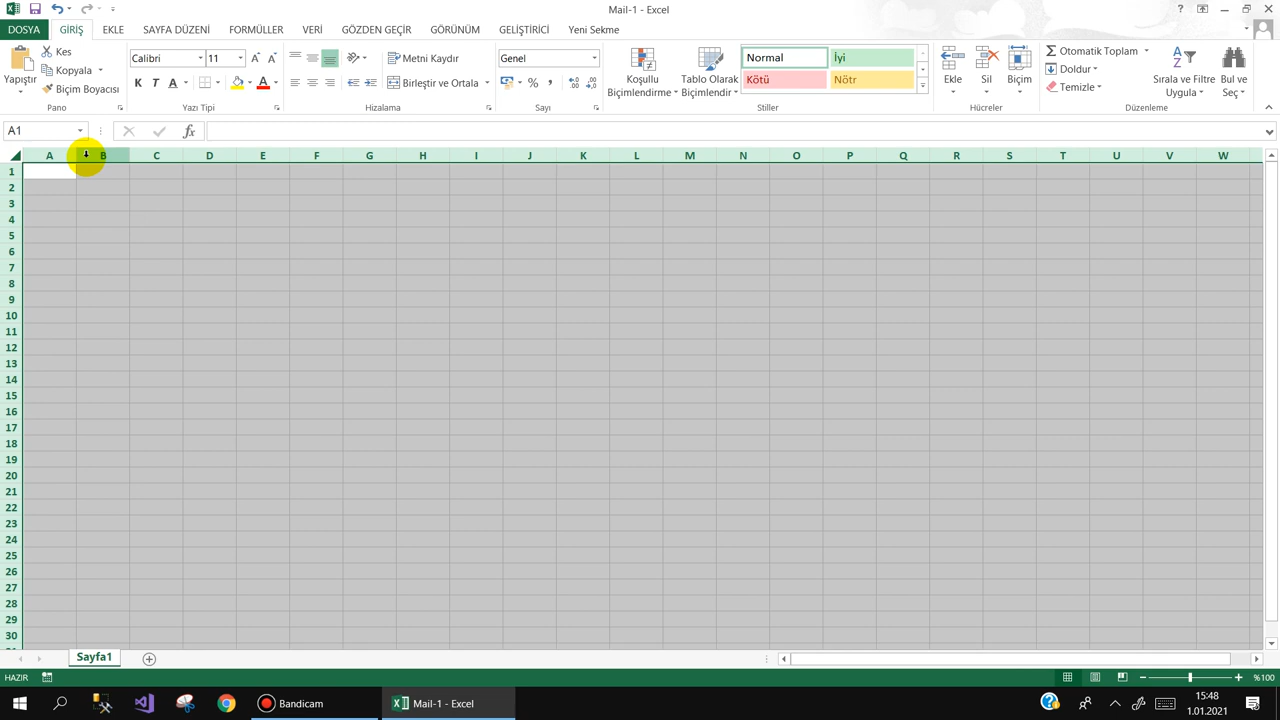 Mail-1 - Excel
DOSYA GİRİŞ EKLE SAYFA DÜZENİ FORMÜLLER VERİ GÖZDEN GEÇİR GÖRÜNÜM GELİŞTİRİCİ Yeni Sekme
Yapıştır
Kes
Kopyala
Biçim Boyacısı
Pano
Calibri 11
K T A
Yazı Tipi
Metni Kaydır
Birleştir ve Ortala
Hizalama
Genel
%
Sayı
Koşullu Biçimlendirme
Tablo Olarak Biçimlendir
Normal İyi
Kötü Nötr
Stiller
Ekle Sil Biçim
Hücreler
Otomatik Toplam
Doldur
Temizle
Sırala ve Filtre Uygula
Bul ve Seç
Düzenleme
A1
fx
A B C D E F G H I J K L M N O P Q R S T U V W
1
2
3
4
5
6
7
8
9
10
11
12
13
14
15
16
17
18
19
20
21
22
23
24
25
26
27
28
29
30
Sayfa1
HAZIR
%100
Bandicam
Mail-1 - Excel
15:48
1.01.2021